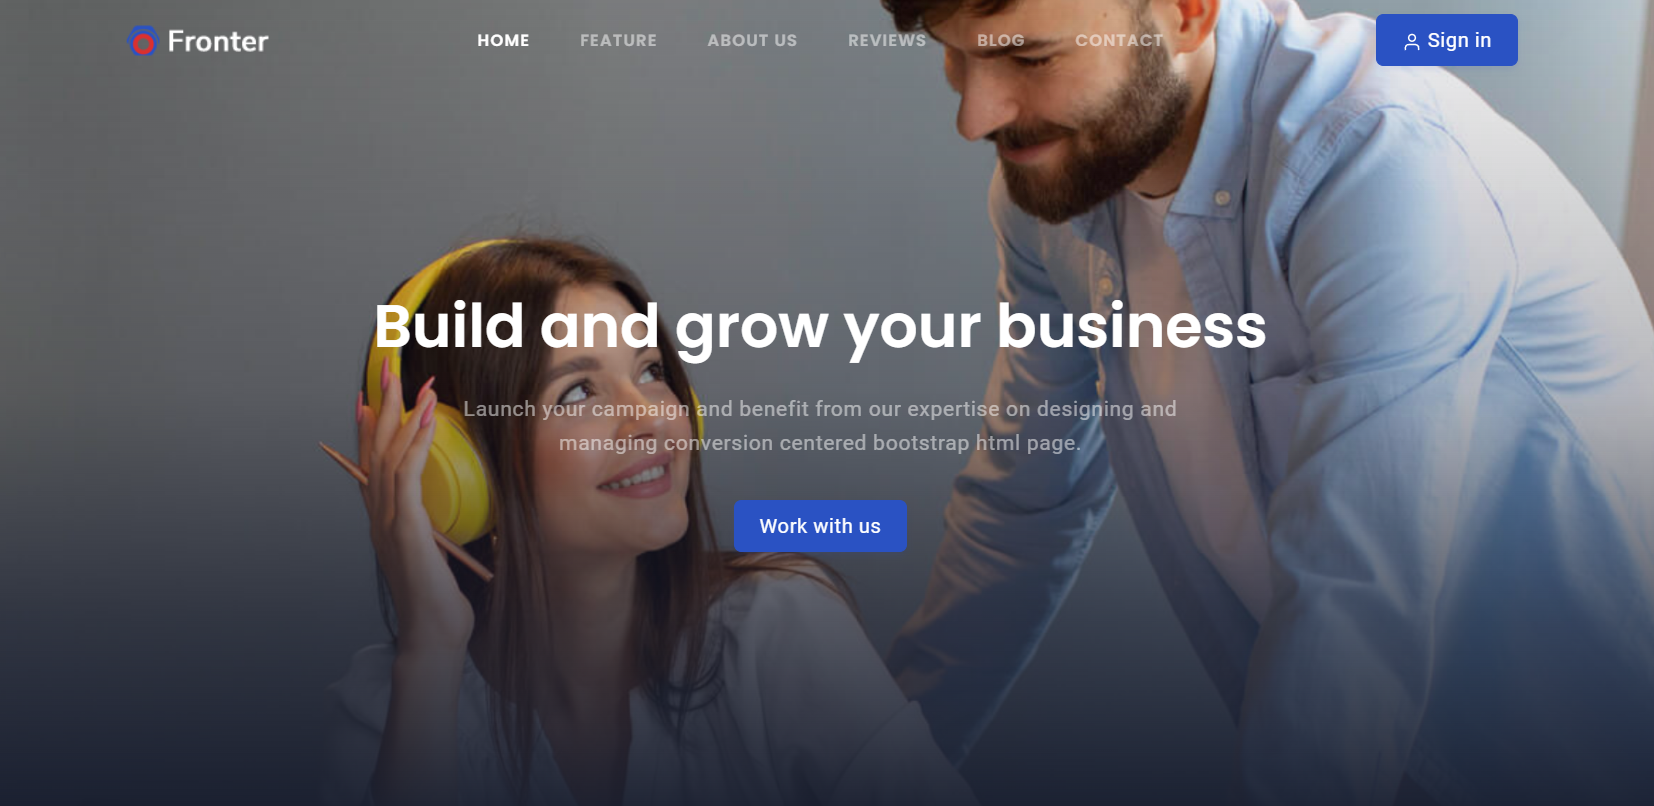 Fronter
HOME
FEATURE
ABOUT US
REVIEWS
BLOG
CONTACT
Sign in
Build and grow your business
Launch your campaign and benefit from our expertise on designing and
managing conversion centered bootstrap html page.
Work with us